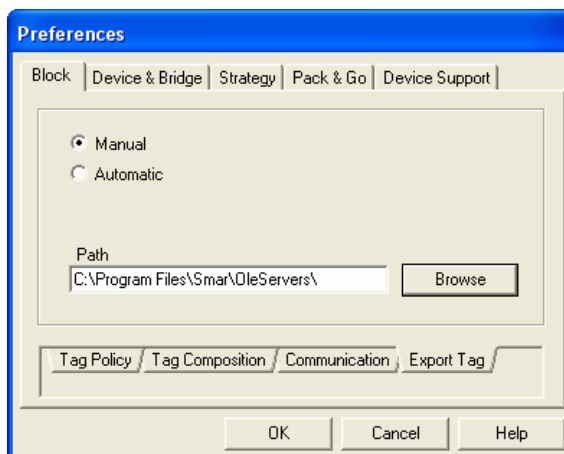 Preferences
Block Device & Bridge Strategy Pack & Go Device Support
Manual
Automatic
Path
C:\Program Files\Smar\OleServers\ Browse
Tag Policy Tag Composition Communication Export Tag
OK Cancel Help